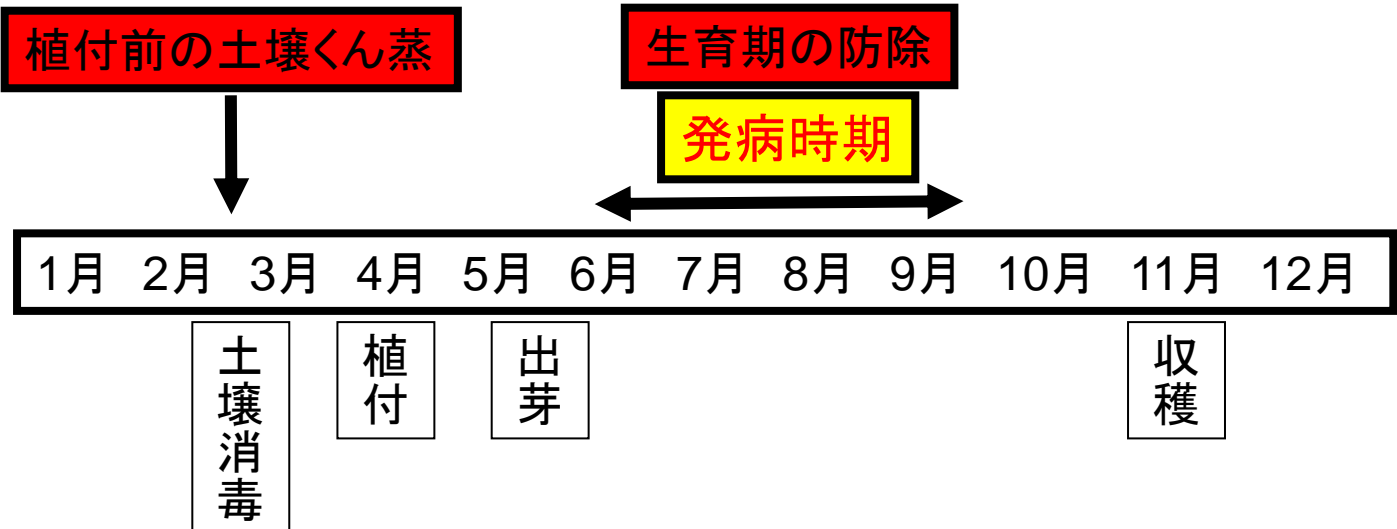 植付前の土壌くん蒸
生育期の防除
発病時期
1月 2月 3月 4月 5月 6月 7月 8月 9月 10月 11月 12月
土壌消毒
植付
出芽
収穫